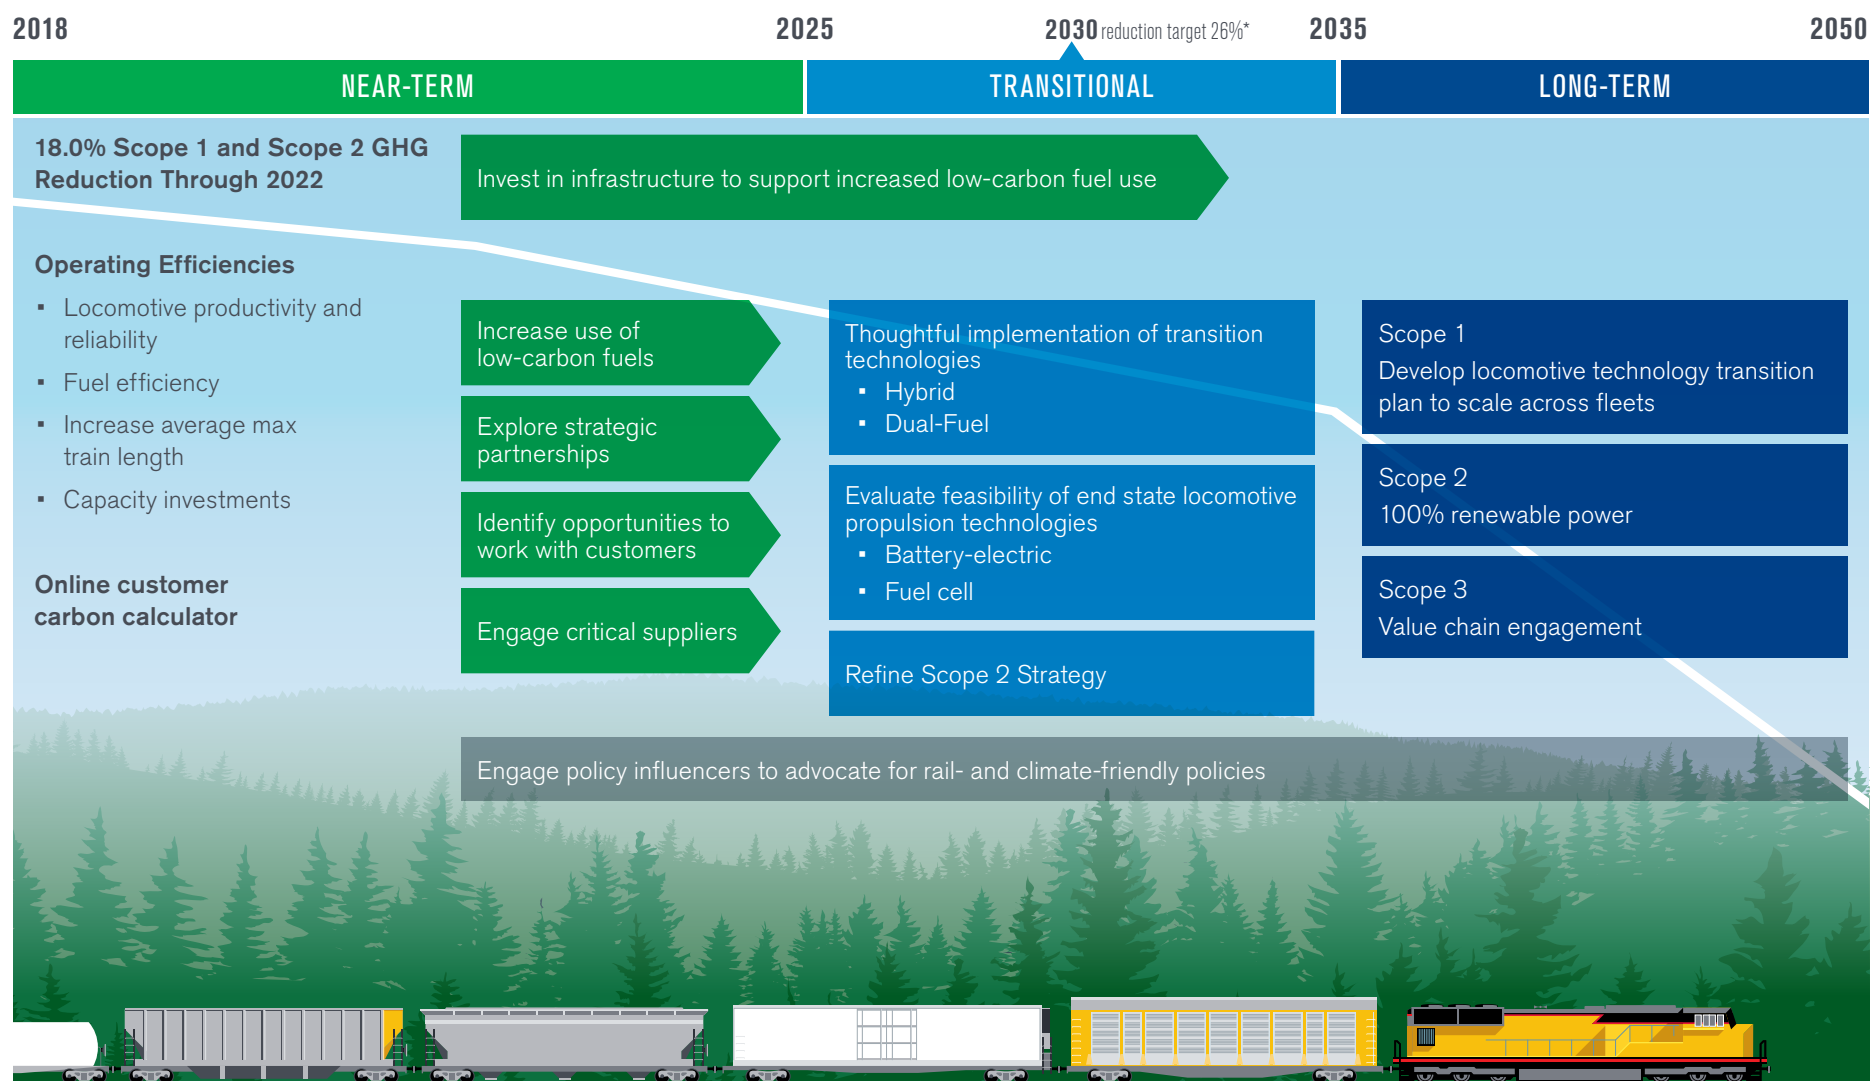 2018
2025
2030 reduction target 26%*
2035
2050
NEAR-TERM
TRANSITIONAL
LONG-TERM
18.0% Scope 1 and Scope 2 GHG
Reduction Through 2022
Operating Efficiencies
▪ Locomotive productivity and
reliability
▪ Fuel efficiency
▪ Increase average max
train length
▪ Capacity investments
Online customer
carbon calculator
Invest in infrastructure to support increased low-carbon fuel use
Increase use of
low-carbon fuels
Explore strategic
partnerships
Identify opportunities to
work with customers
Engage critical suppliers
Thoughtful implementation of transition
technologies
▪ Hybrid
▪ Dual-Fuel
Evaluate feasibility of end state locomotive
propulsion technologies
▪ Battery-electric
▪ Fuel cell
Refine Scope 2 Strategy
Scope 1
Develop locomotive technology transition
plan to scale across fleets
Scope 2
100% renewable power
Scope 3
Value chain engagement
Engage policy influencers to advocate for rail- and climate-friendly policies